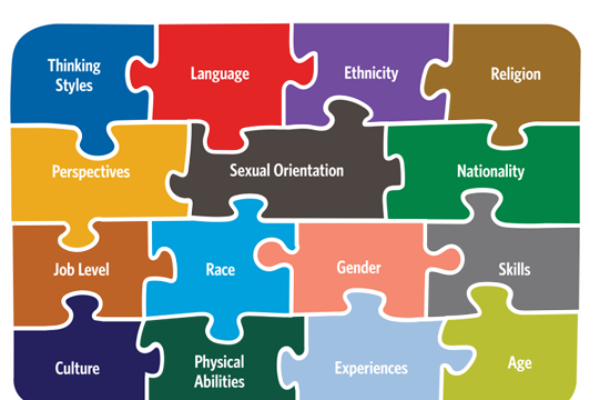 Thinking
Styles
Language
Ethnicity
Religion
Perspectives
Sexual Orientation
Nationality
Job Level
Race
Gender
Skills
Culture
Physical
Abilities
Experiences
Age